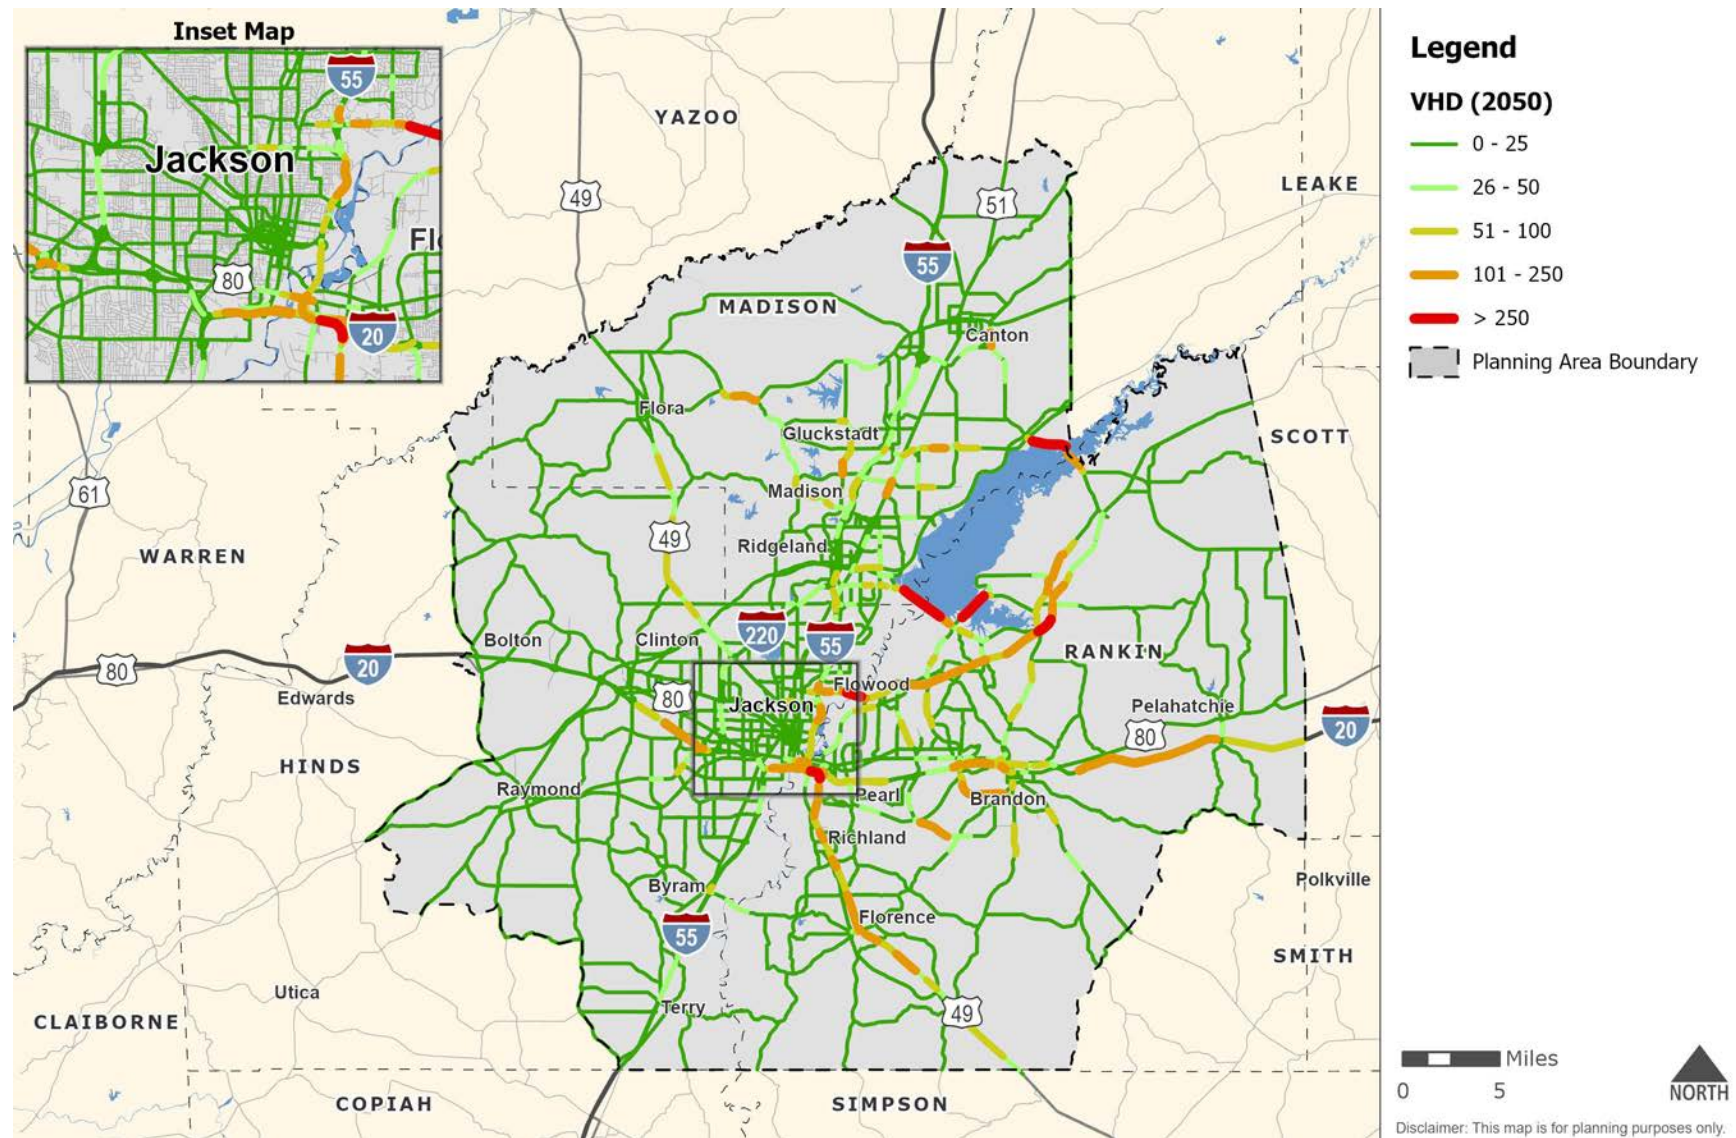 Inset Map
55
Jackson
Flo
80
20
YAZOO
LEAKE
49
51
55
MADISON
Canton
Flora
Gluckstadt
SCOTT
61
Madison
49
Ridgeland
WARREN
220
55
Bolton
Clinton
RANKIN
20
80
Edwards
80
Flowood
Jackson
Pelahatchie
80
20
HINDS
Raymond
Pearl
Brandon
Richland
Byram
Polkville
Florence
55
SMITH
Utica
Terry
49
CLAIBORNE
COPIAH
SIMPSON
Legend
VHD (2050)
0 - 25
26 - 50
51 - 100
101 - 250
> 250
Planning Area Boundary
Miles
0 5
NORTH
Disclaimer: This map is for planning purposes only.